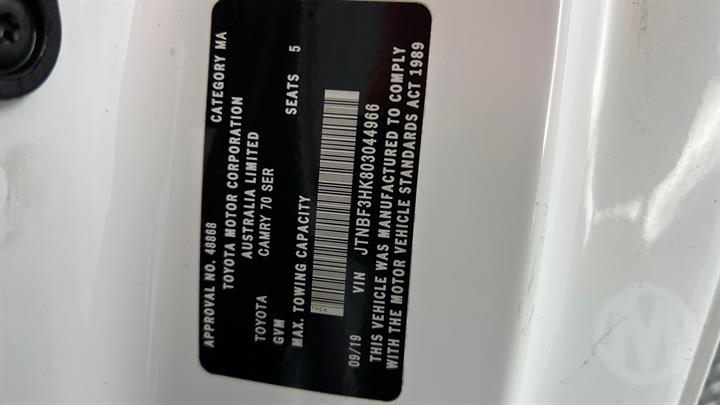 APPROVAL NO. 48868 CATEGORY MA
TOYOTA MOTOR CORPORATION
AUSTRALIA LIMITED
TOYOTA CAMRY 70 SER
GVM
MAX. TOWING CAPACITY SEATS 5
09/19 VIN JTNBF3HK803044966
THIS VEHICLE WAS MANUFACTURED TO COMPLY
WITH THE MOTOR VEHICLE STANDARDS ACT 1989
M